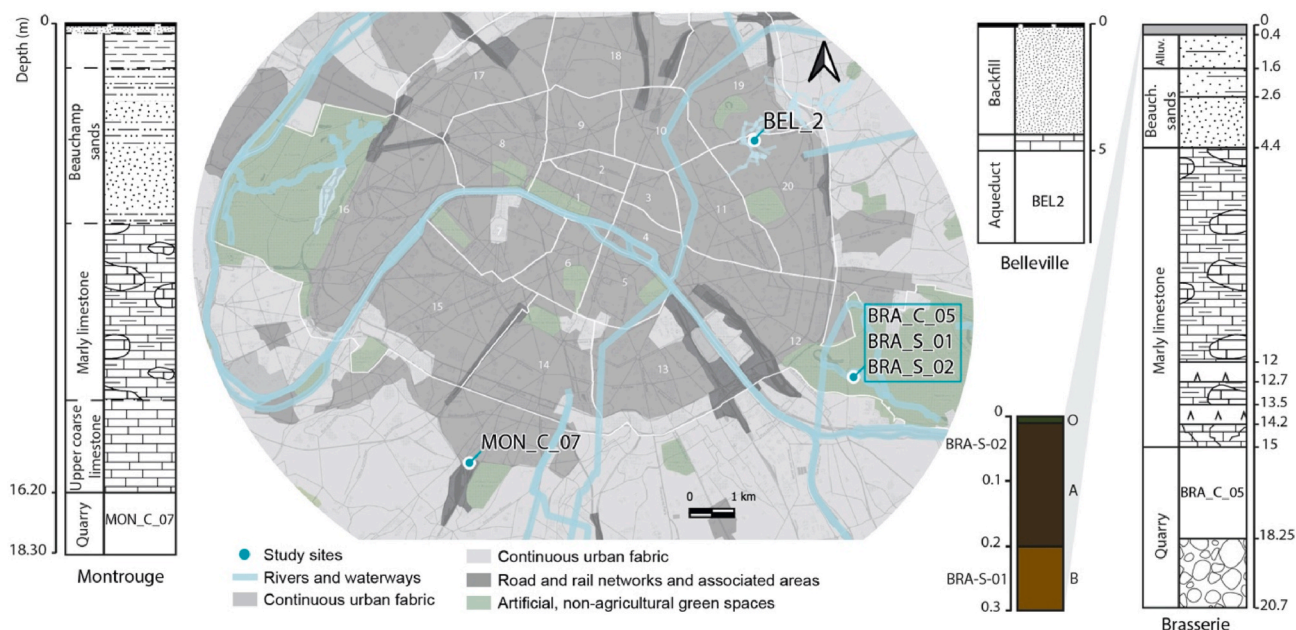 0
Depth (m)
Beauchamp
sands
Marly limestone
Upper coarse
limestone
16.20
Quarry
MON_C_07
18.30
Montrouge
17
18
19
9
10
8
2
3
1
16
7
4
11
20
6
5
15
14
13
12
BEL_2
BRA_C_05
BRA_S_01
BRA_S_02
MON_C_07
0 1 km
Study sites
Rivers and waterways
Continuous urban fabric
Continuous urban fabric
Road and rail networks and associated areas
Artificial, non-agricultural green spaces
0
Backfill
5
Aqueduct
BEL2
Belleville
0
BRA-S-02
0.1
0.2
BRA-S-01
0.3
O
A
B
0
0.4
Alluv.
1.6
Beauch.
sands
2.6
4.4
Marly limestone
12
12.7
13.5
14.2
15
Quarry
BRA_C_05
18.25
20.7
Brasserie